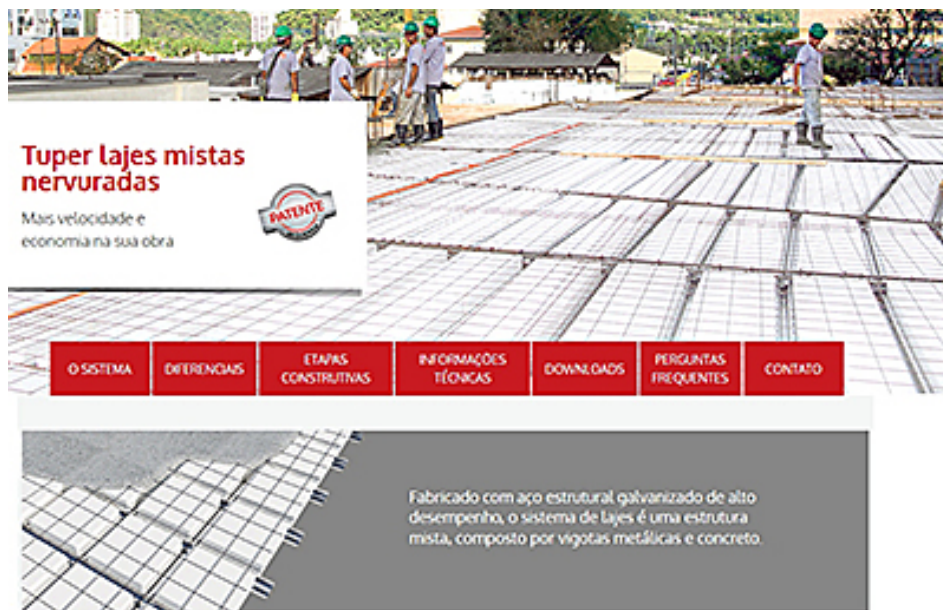 Tuper lajes mistas
nervuradas
Mais velocidade e
economia na sua obra
PATENTE
O SISTEMA
DIFERENCIAIS
ETAPAS
CONSTRUTIVAS
INFORMAÇÕES
TÉCNICAS
DOWNLOADS
PERGUNTAS
FREQUENTES
CONTATO
Fabricado com aço estrutural galvanizado de alto
desempenho, o sistema de lajes é uma estrutura
mista, composto por vigotas metálicas e concreto.